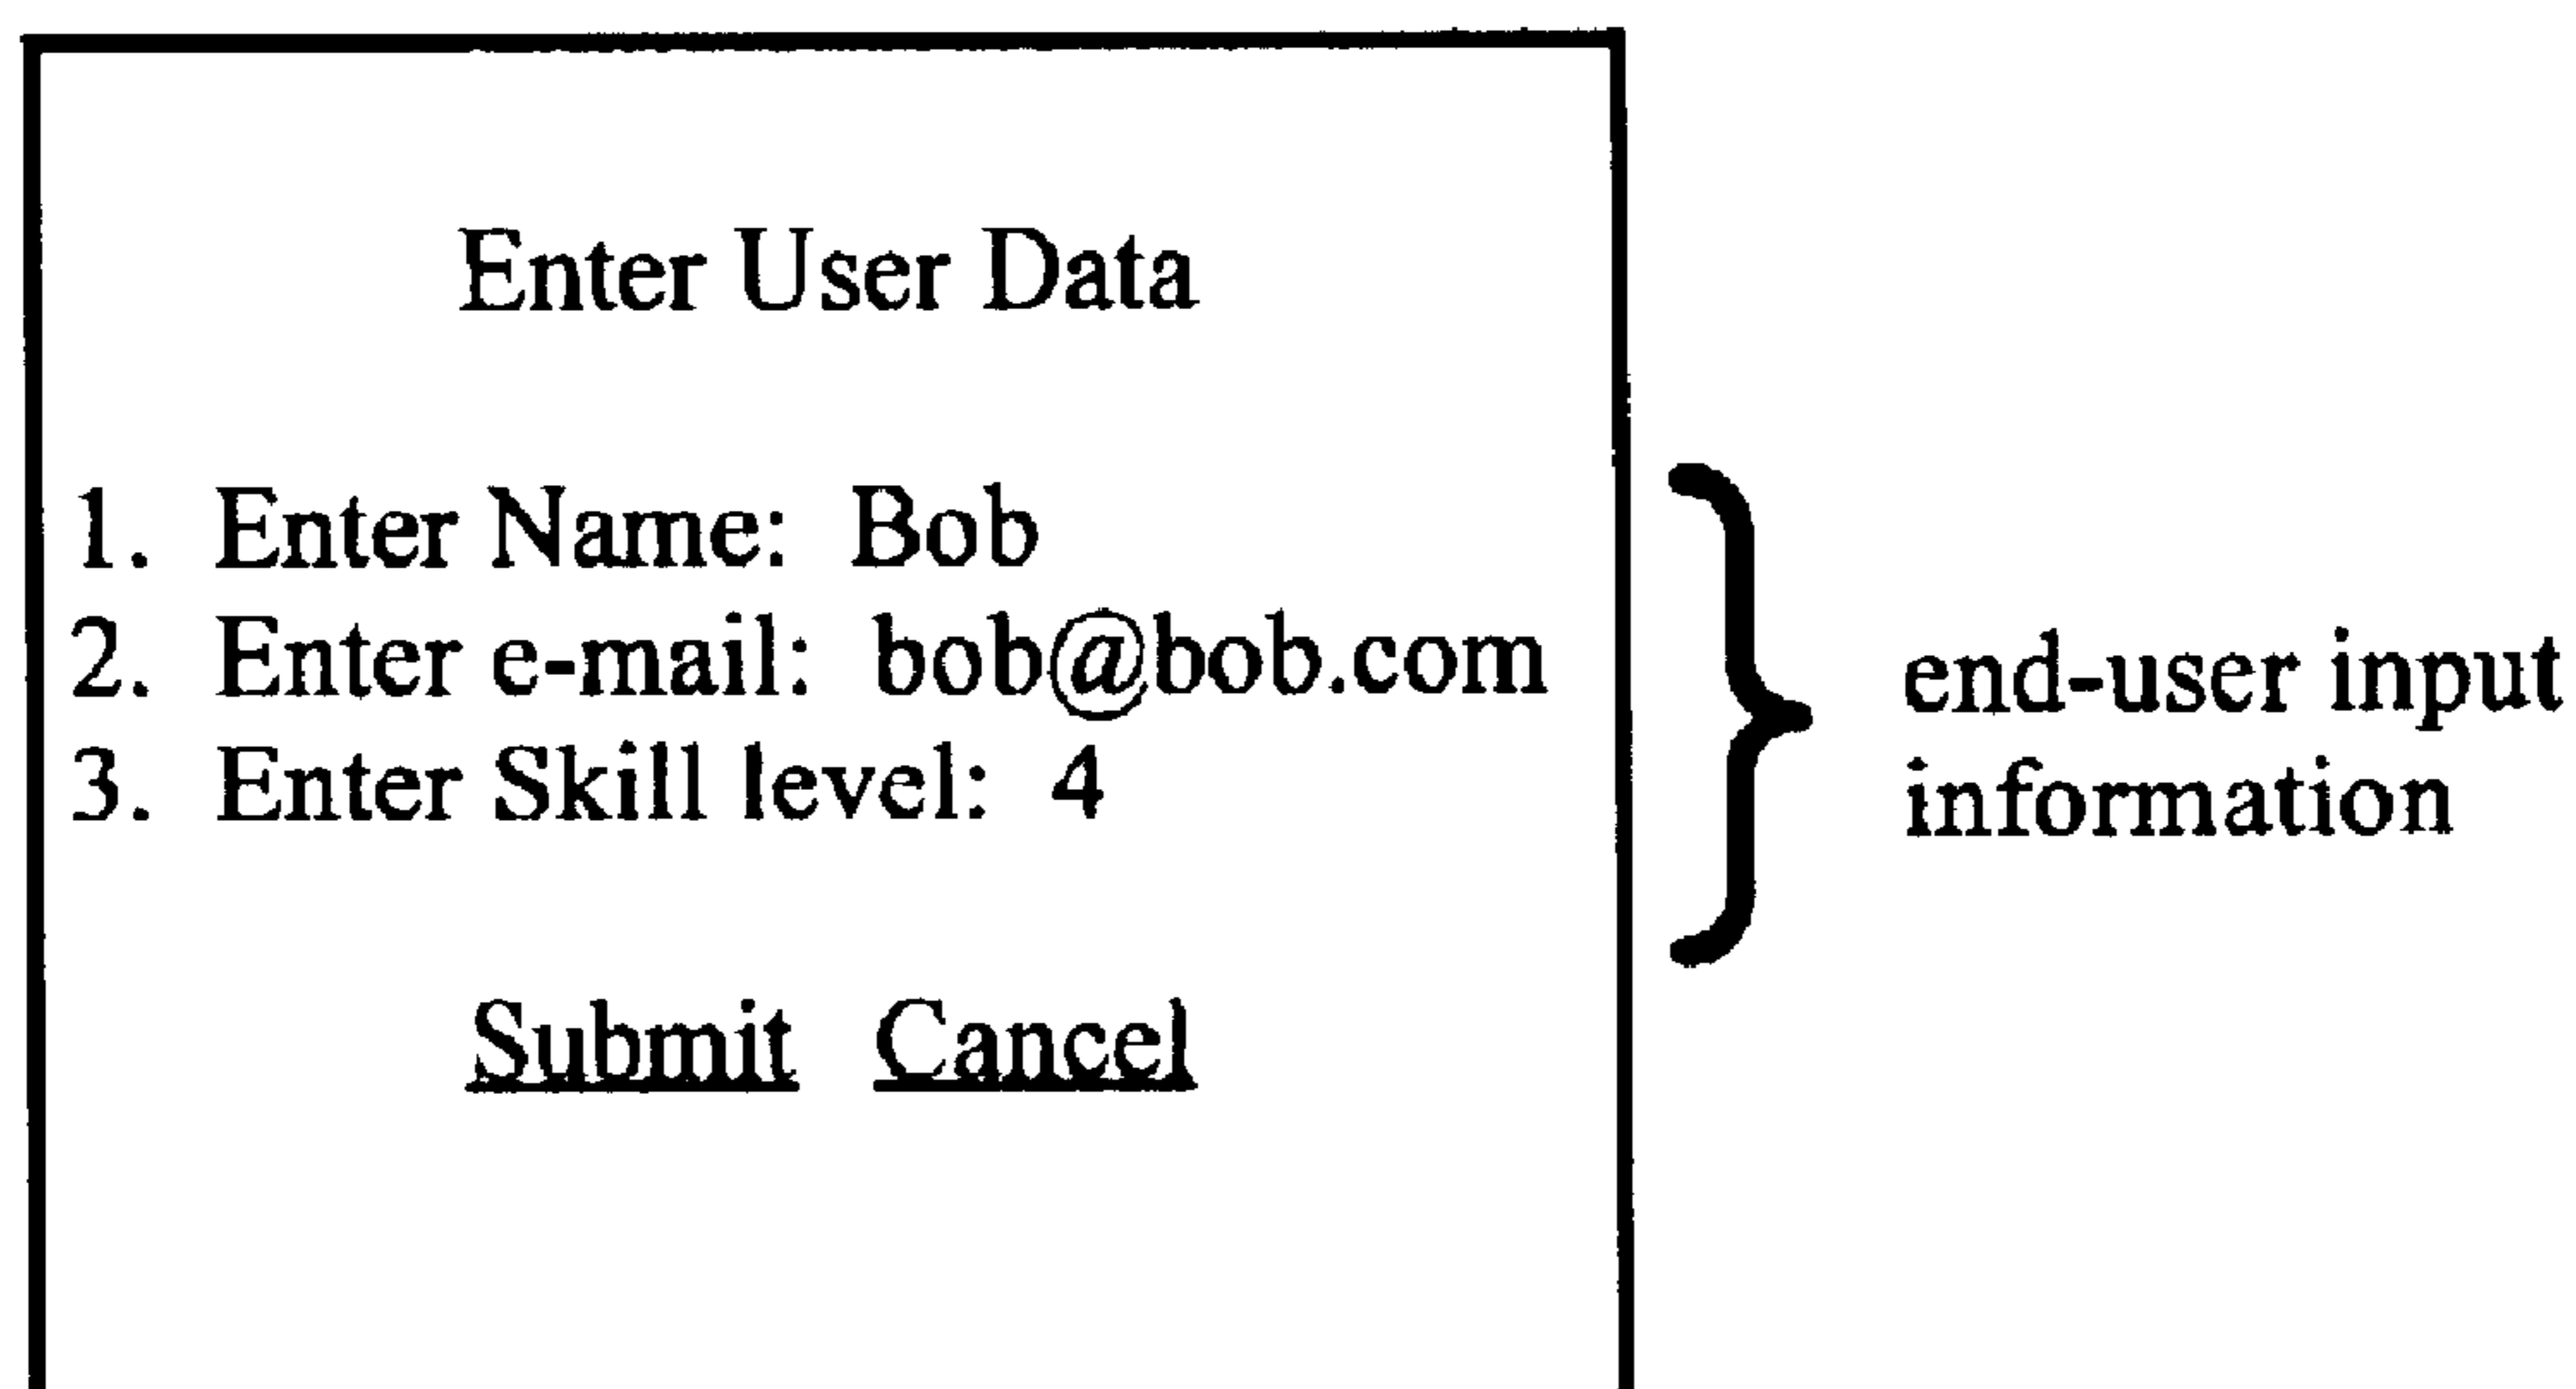 Enter User Data
1. Enter Name: Bob
2. Enter e-mail: bob@bob.com
3. Enter Skill level: 4
Submit Cancel
end-user input
information